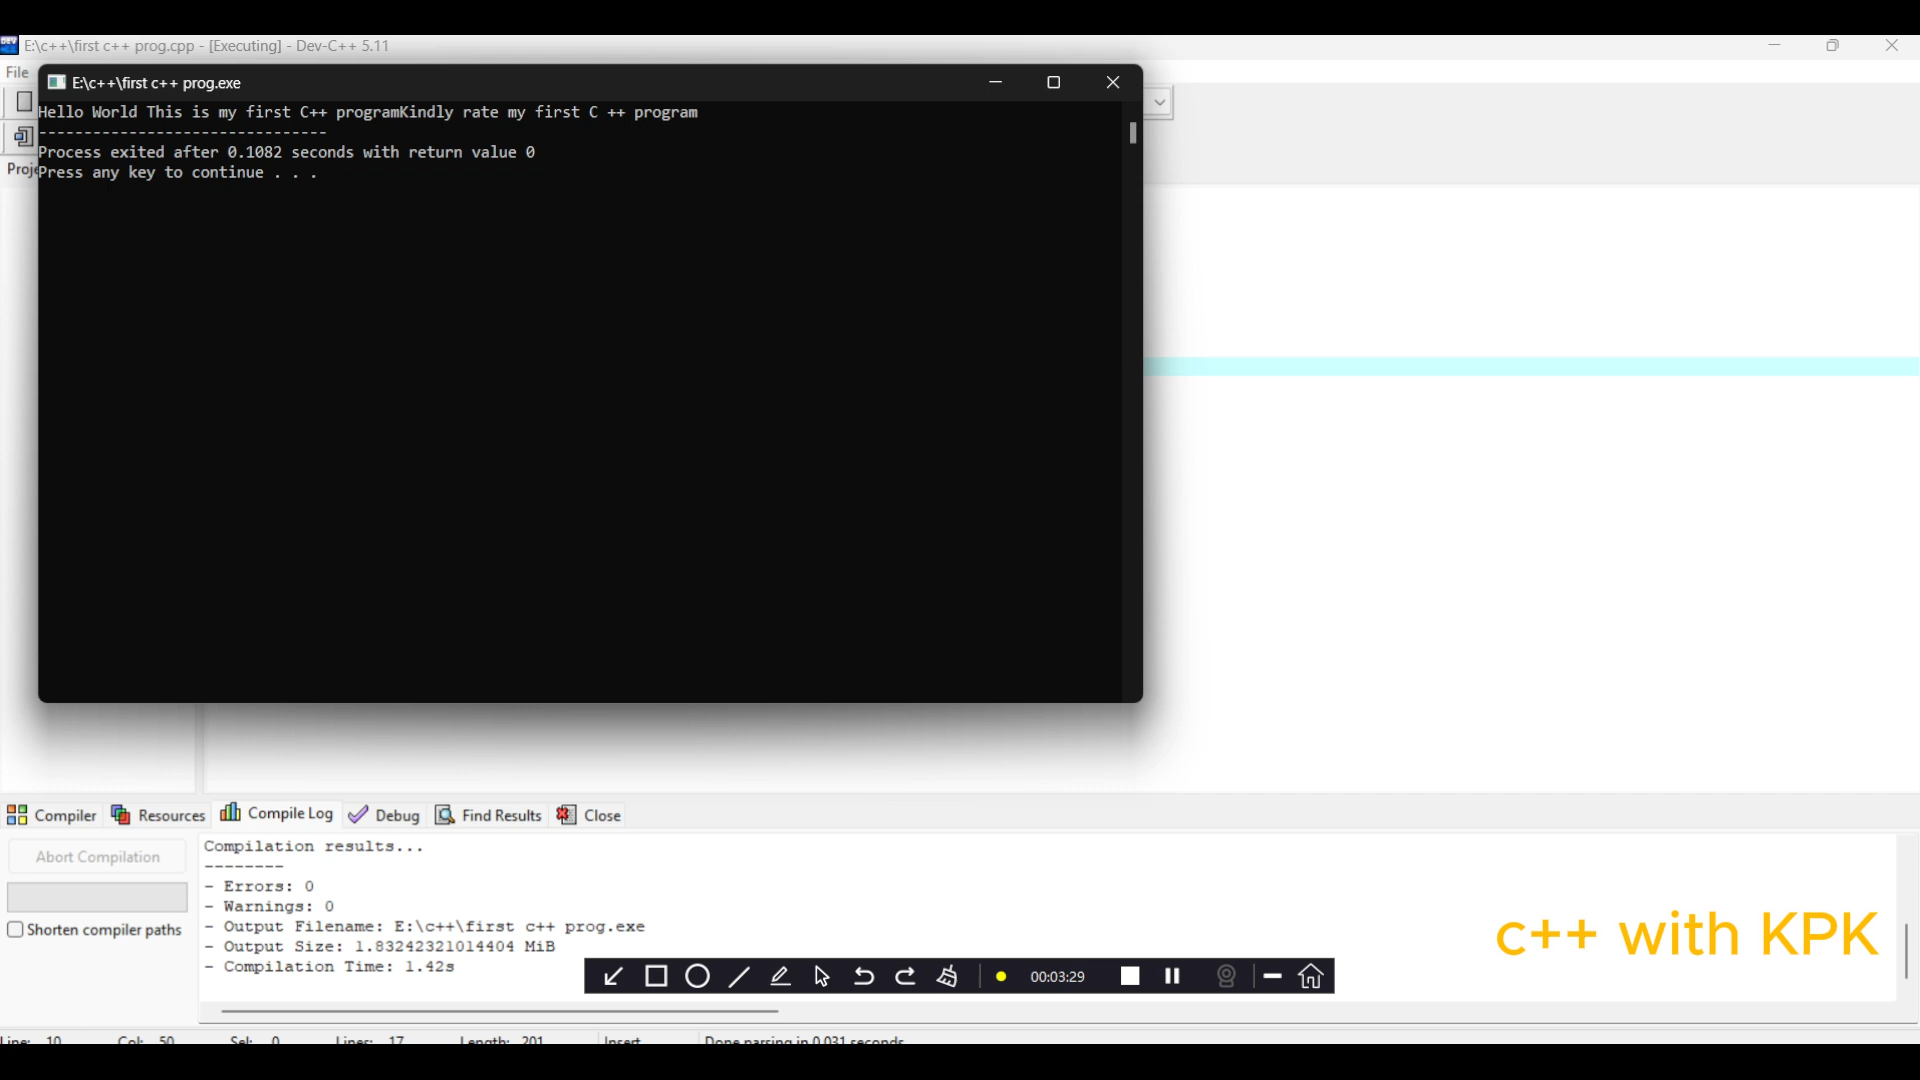 E:\c++\first c++ prog.cpp - [Executing] - Dev-C++ 5.11
File
E:\c++\first c++ prog.exe
Hello World This is my first C++ programKindly rate my first C ++ program
--------------------------------
Process exited after 0.1082 seconds with return value 0
Press any key to continue . . .
Compiler
Resources
Compile Log
Debug
Find Results
Close
Abort Compilation
Shorten compiler paths
Compilation results...
--------
- Errors: 0
- Warnings: 0
- Output Filename: E:\c++\first c++ prog.exe
- Output Size: 1.83242321014404 MiB
- Compilation Time: 1.42s
c++ with KPK
00:03:29
Line: 10 Col: 50 Sel: 0 Lines: 17 Length: 201 Insert Done parsing in 0.031 seconds